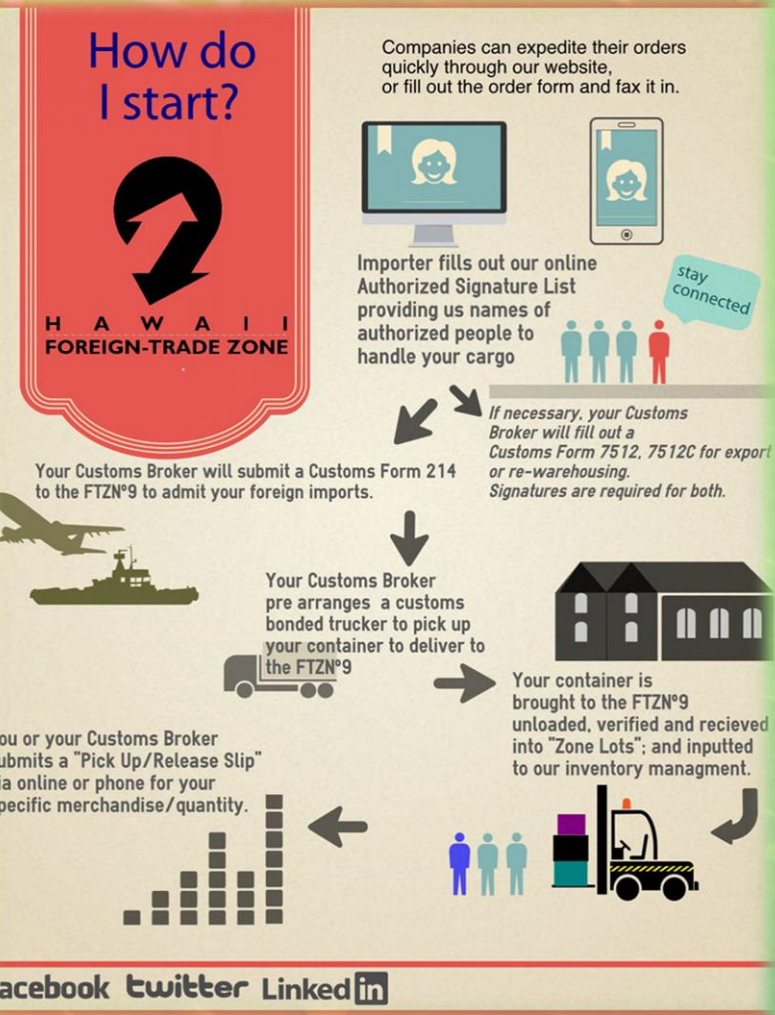 How do
I start?
HAWAII
FOREIGN-TRADE ZONE
Companies can expedite their orders
quickly through our website,
or fill out the order form and fax it in.
Importer fills out our online
Authorized Signature List
providing us names of
authorized people to
handle your cargo
stay
connected
If necessary, your Customs
Broker will fill out a
Customs Form 7512, 7512C for export
or re-warehousing.
Signatures are required for both.
Your Customs Broker will submit a Customs Form 214
to the FTZNº9 to admit your foreign imports.
Your Customs Broker
pre arranges a customs
bonded trucker to pick up
your container to deliver to
the FTZNº9
Your container is
brought to the FTZNº9
unloaded, verified and recieved
into "Zone Lots"; and inputted
to our inventory managment.
ou or your Customs Broker
ubmits a "Pick Up/Release Slip"
ia online or phone for your
pecific merchandise/quantity.
acebook twitter Linked in